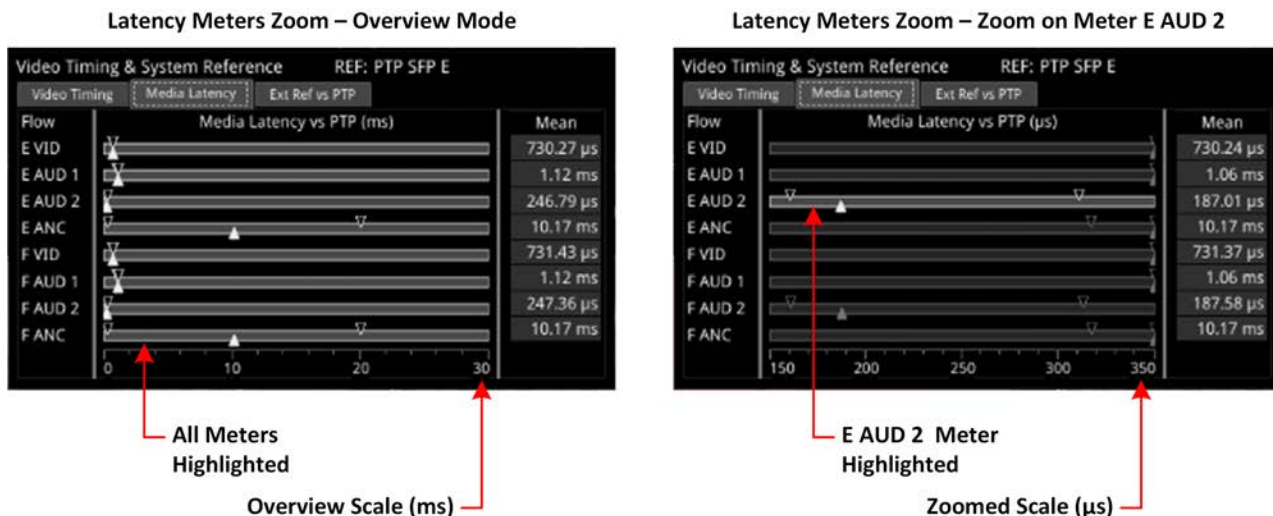 Latency Meters Zoom – Overview Mode
Video Timing & System Reference REF: PTP SFP E
Video Timing Media Latency Ext Ref vs PTP
Flow Media Latency vs PTP (ms) Mean
E VID 730.27 µs
E AUD 1 1.12 ms
E AUD 2 246.79 µs
E ANC 10.17 ms
F VID 731.43 µs
F AUD 1 1.12 ms
F AUD 2 247.36 µs
F ANC 10.17 ms
0 10 20 30
All Meters
Highlighted
Overview Scale (ms)
Latency Meters Zoom – Zoom on Meter E AUD 2
Video Timing & System Reference REF: PTP SFP E
Video Timing Media Latency Ext Ref vs PTP
Flow Media Latency vs PTP (µs) Mean
E VID 730.24 µs
E AUD 1 1.06 ms
E AUD 2 187.01 µs
E ANC 10.17 ms
F VID 731.37 µs
F AUD 1 1.06 ms
F AUD 2 187.58 µs
F ANC 10.17 ms
150 200 250 300 350
E AUD 2 Meter
Highlighted
Zoomed Scale (µs)